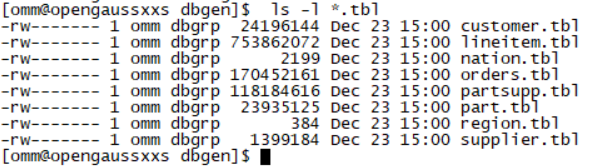 [omm@opengaussxxs dbgen]$  ls -l *.tbl
-rw------- 1 omm dbgrp  24196144 Dec 23 15:00 customer.tbl
-rw------- 1 omm dbgrp 753862072 Dec 23 15:00 lineitem.tbl
-rw------- 1 omm dbgrp      2199 Dec 23 15:00 nation.tbl
-rw------- 1 omm dbgrp 170452161 Dec 23 15:00 orders.tbl
-rw------- 1 omm dbgrp 118184616 Dec 23 15:00 partsupp.tbl
-rw------- 1 omm dbgrp  23935125 Dec 23 15:00 part.tbl
-rw------- 1 omm dbgrp       384 Dec 23 15:00 region.tbl
-rw------- 1 omm dbgrp   1399184 Dec 23 15:00 supplier.tbl
[omm@opengaussxxs dbgen]$